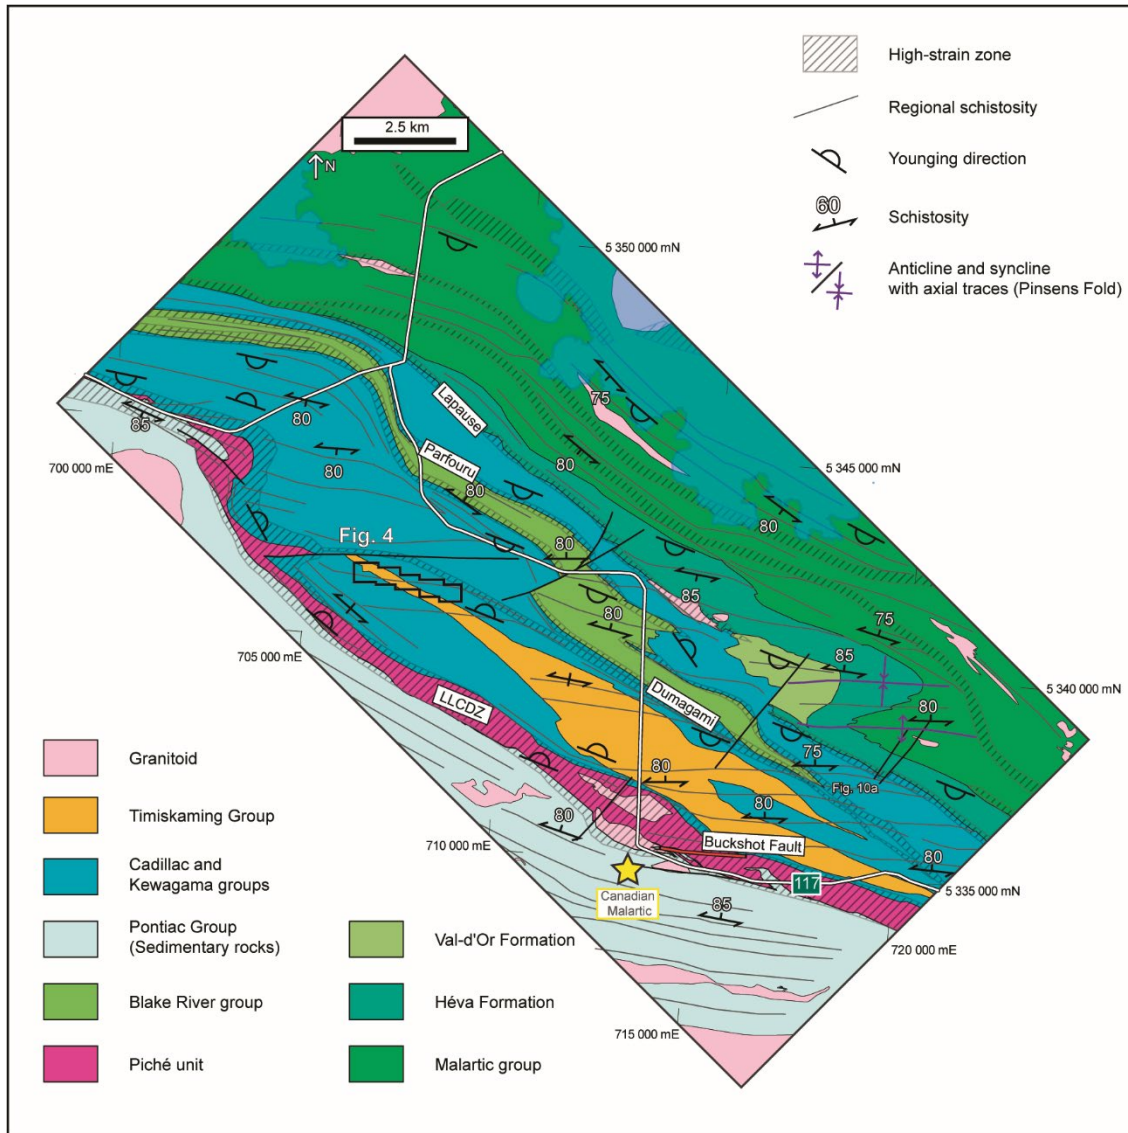 High-strain zone
2.5 km
Regional schistosity
N
Younging direction
60
Schistosity
Anticline and syncline
with axial traces (Pinsens Fold)
5 350 000 mN
75
Lapause
85
80
Parfouru
80
80
5 345 000 mN
700 000 mE
80
80
Fig. 4
80
85
80
75
85
705 000 mE
5 340 000 mN
Dumagami
LLCDZ
80
75
80
Fig. 10a
80
80
Buckshot Fault
80
710 000 mE
117
5 335 000 mN
Canadian
Malartic
85
720 000 mE
715 000 mE
Granitoid
Timiskaming Group
Cadillac and
Kewagama groups
Pontiac Group
(Sedimentary rocks)
Blake River group
Piché unit
Val-d'Or Formation
Héva Formation
Malartic group